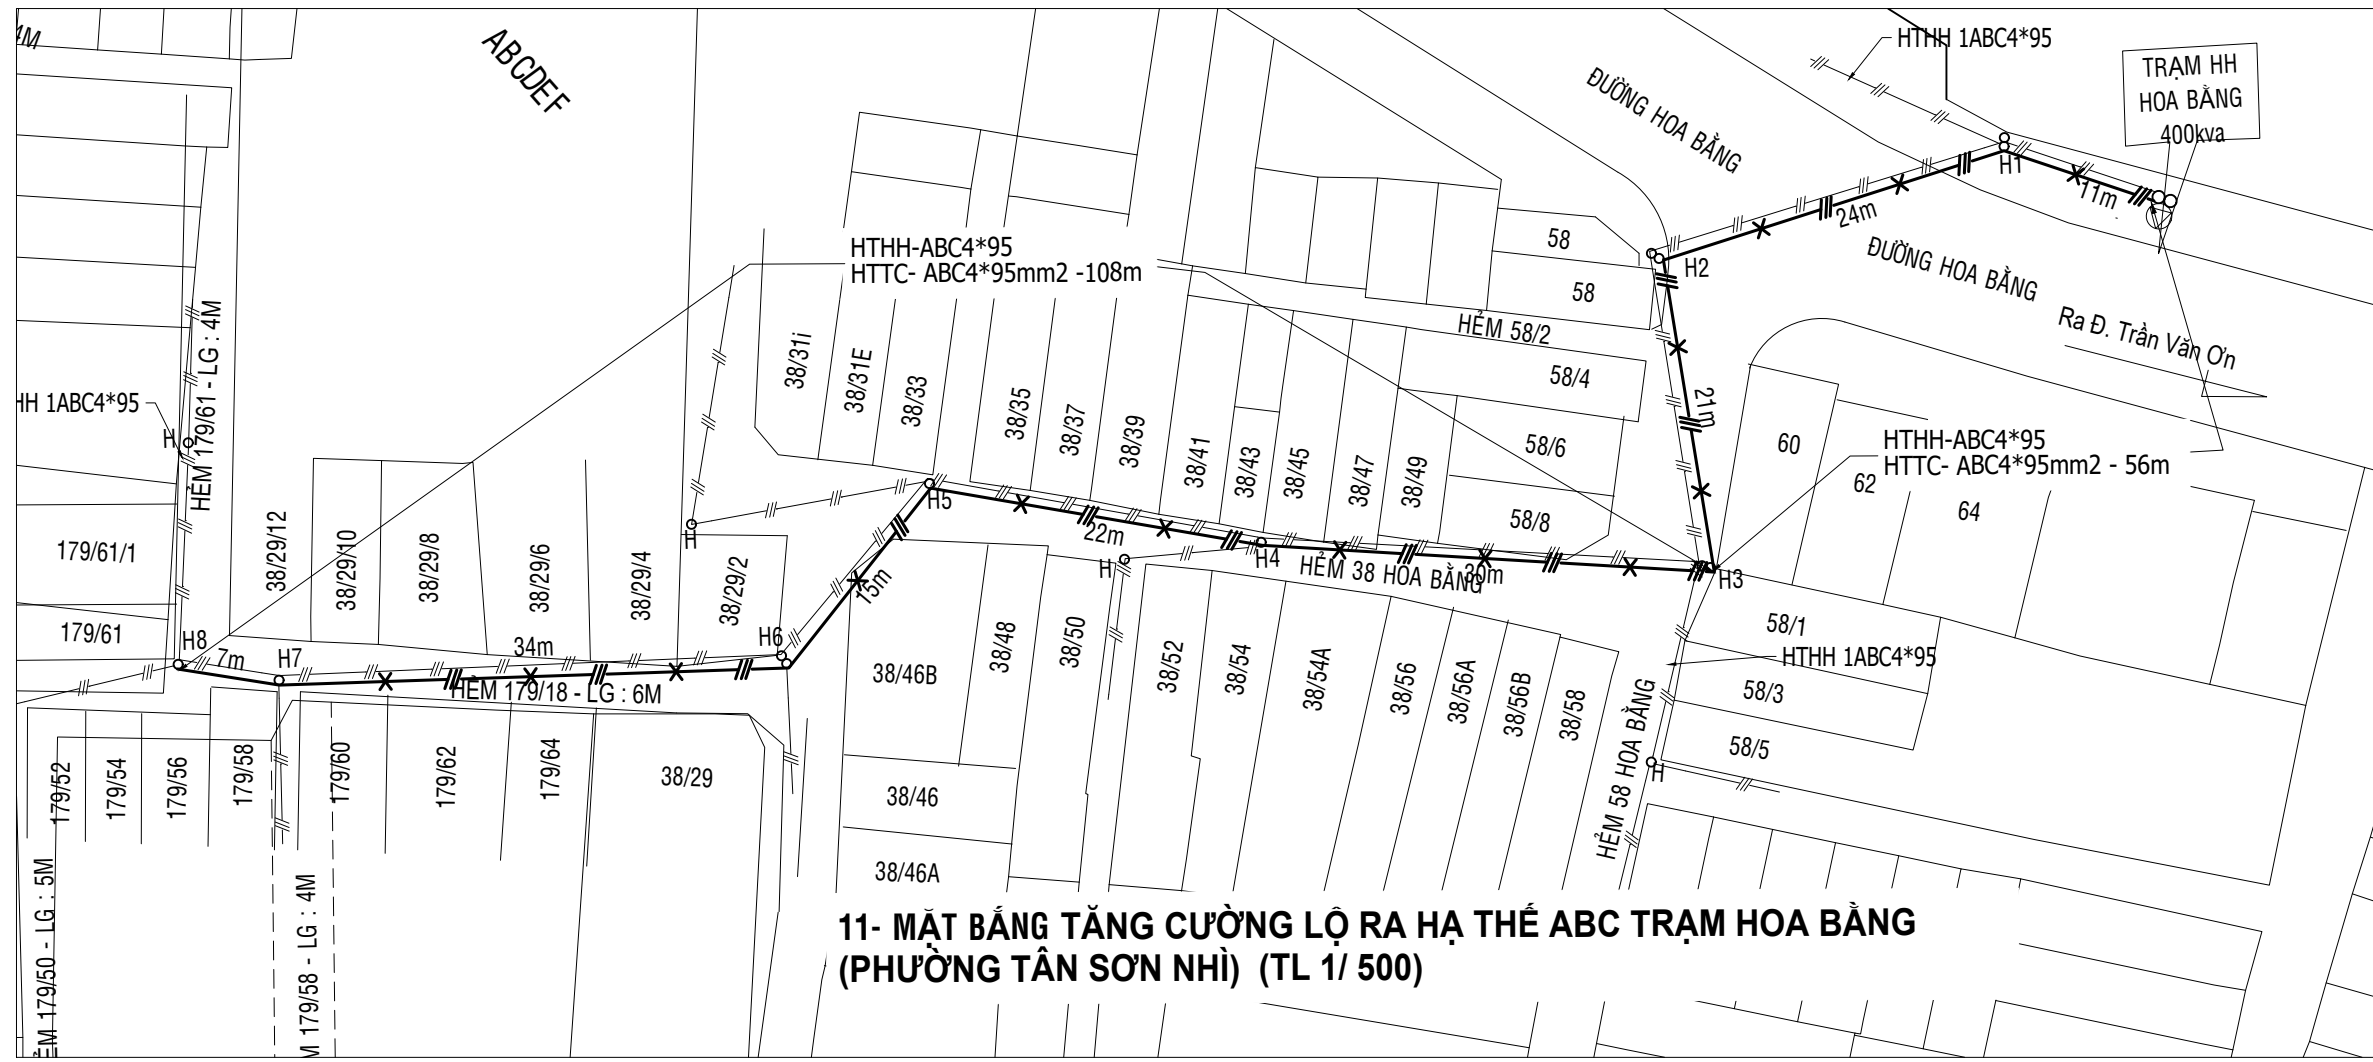 4M
ABCDEF
HTHH 1ABC4*95
TRẠM HH
HOA BẰNG
400kva
ĐƯỜNG HOA BẰNG
H1
11m
24m
H2
ĐƯỜNG HOA BẰNG
Ra Đ. Trần Văn Ơn
58
58
HTHH-ABC4*95
HTTC- ABC4*95mm2 -108m
HẺM 58/2
58/4
58/6
58/8
21m
60
62
64
HTHH-ABC4*95
HTTC- ABC4*95mm2 - 56m
38/31i
38/31E
38/33
38/35
38/37
38/39
38/41
38/43
38/45
38/47
38/49
HẺM 179/61 - LG : 4M
HH 1ABC4*95
H
179/61/1
179/61
38/29/12
38/29/10
38/29/8
38/29/6
38/29/4
38/29/2
H
H5
22m
H
H4
HẺM 38 HOA BẰNG
30m
H3
15m
H6
34m
H7
7m
H8
HẺM 179/18 - LG : 6M
58/1
HTHH 1ABC4*95
58/3
58/5
H
HẺM 58 HOA BẰNG
38/46B
38/48
38/50
38/52
38/54
38/54A
38/56
38/56A
38/56B
38/58
38/46
38/46A
179/52
179/54
179/56
179/58
179/60
179/62
179/64
38/29
ẺM 179/50 - LG : 5M
M 179/58 - LG : 4M
11- MẶT BẮNG TĂNG CƯỜNG LỘ RA HẠ THẾ ABC TRẠM HOA BẰNG
(PHƯỜNG TÂN SƠN NHÌ) (TL 1/ 500)